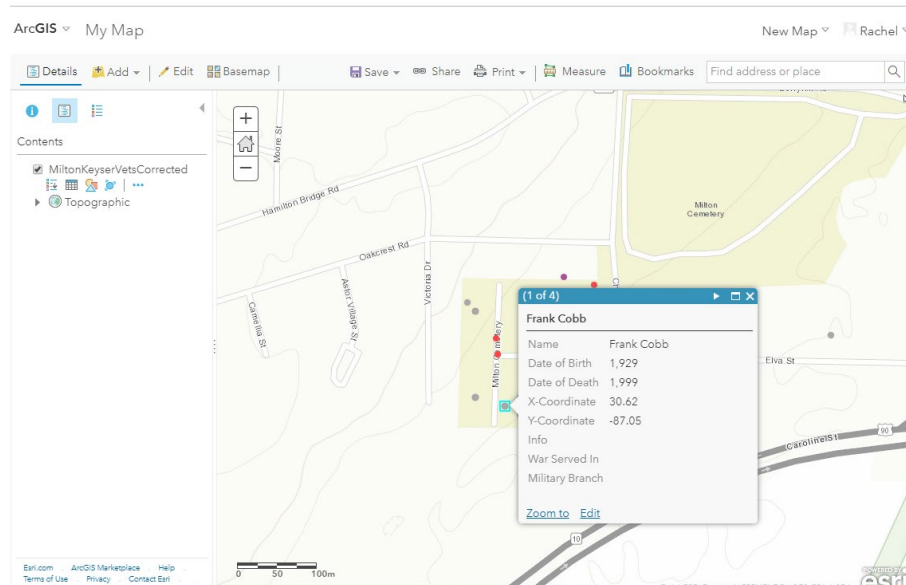 ArcGIS My Map New Map Rachel
Details Add Edit Basemap Save Share Print Measure Bookmarks Find address or place
Contents
MiltonKeyserVetsCorrected
Topographic
+
−
Moore St
Hamilton Bridge Rd
Oakcrest Rd
Victoria Dr
Astor Village St
Camellia St
Milton Cemetery
Milton
Cemetery
Elva St
Caroline St
90
10
(1 of 4)
Frank Cobb
Name Frank Cobb
Date of Birth 1,929
Date of Death 1,999
X-Coordinate 30.62
Y-Coordinate -87.05
Info
War Served In
Military Branch
Zoom to Edit
0 50 100m
Esri.com ArcGIS Marketplace Help
Terms of Use Privacy Contact Esri
POWERED BY
esri